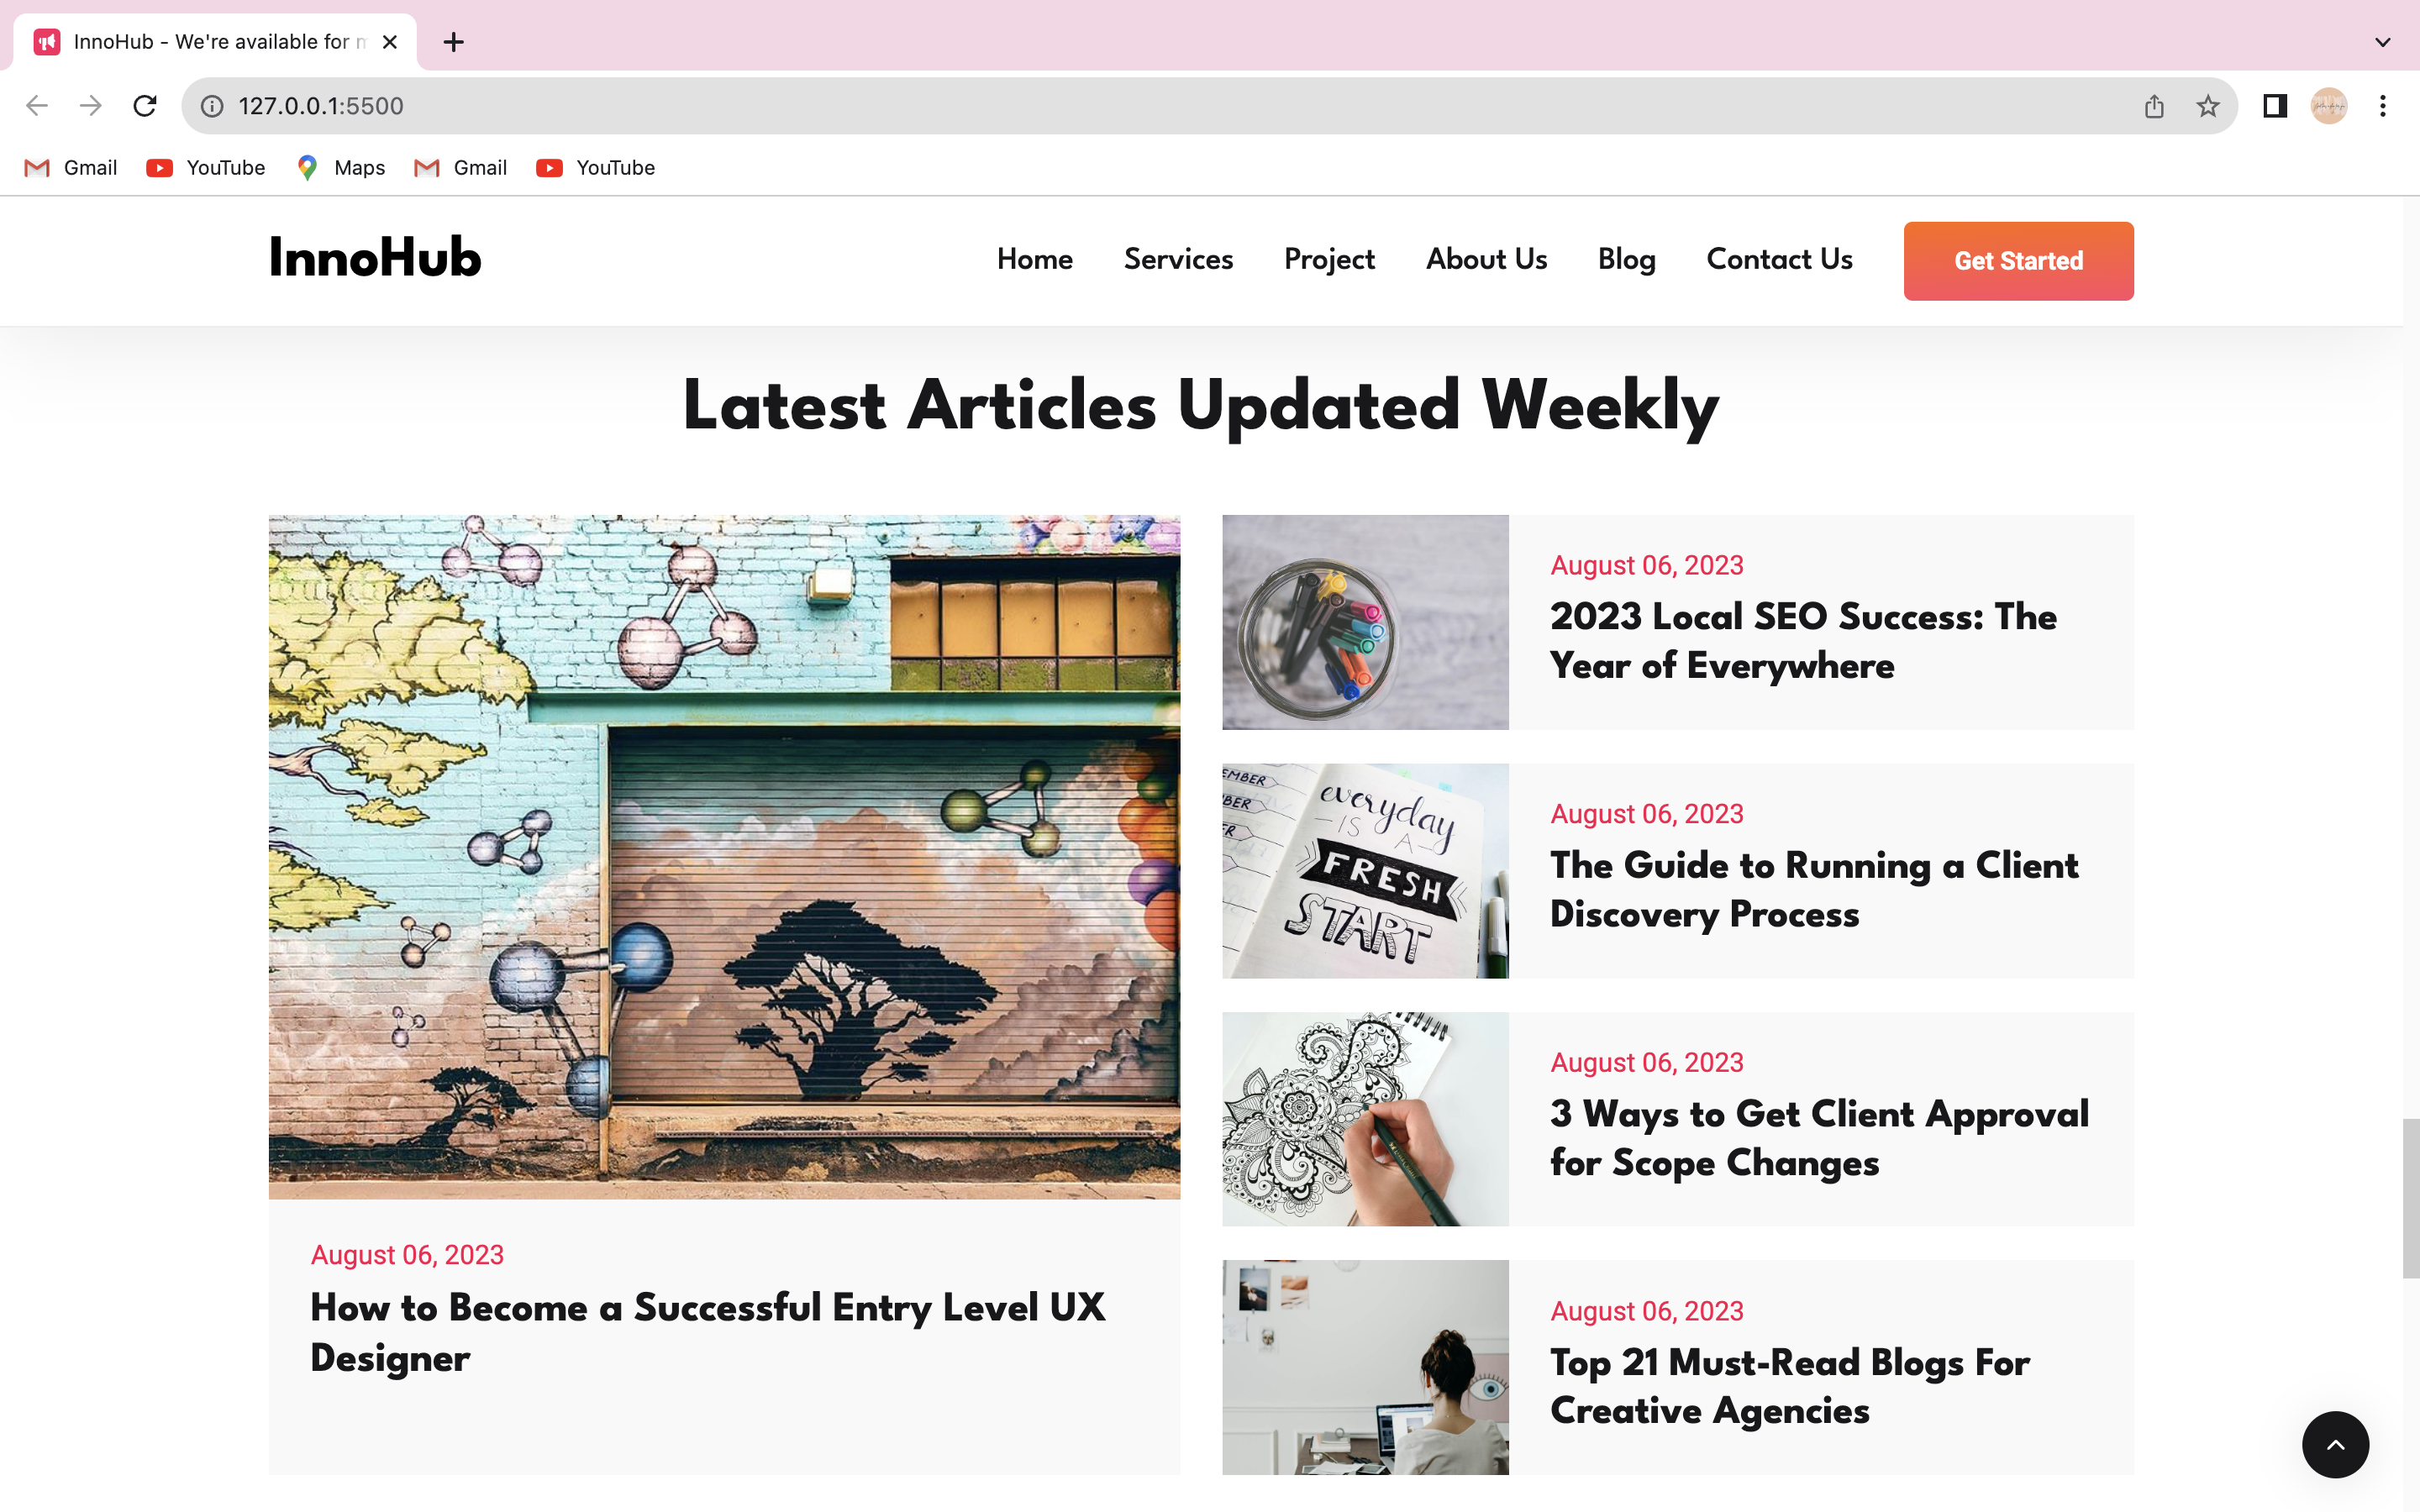 InnoHub - We're available for
127.0.0.1:5500
Gmail YouTube Maps Gmail YouTube
InnoHub
Home Services Project About Us Blog Contact Us Get Started
Latest Articles Updated Weekly
August 06, 2023
How to Become a Successful Entry Level UX
Designer
August 06, 2023
2023 Local SEO Success: The
Year of Everywhere
EMBER
BER
R
everyday
- IS A -
FRESH
START
August 06, 2023
The Guide to Running a Client
Discovery Process
August 06, 2023
3 Ways to Get Client Approval
for Scope Changes
August 06, 2023
Top 21 Must-Read Blogs For
Creative Agencies